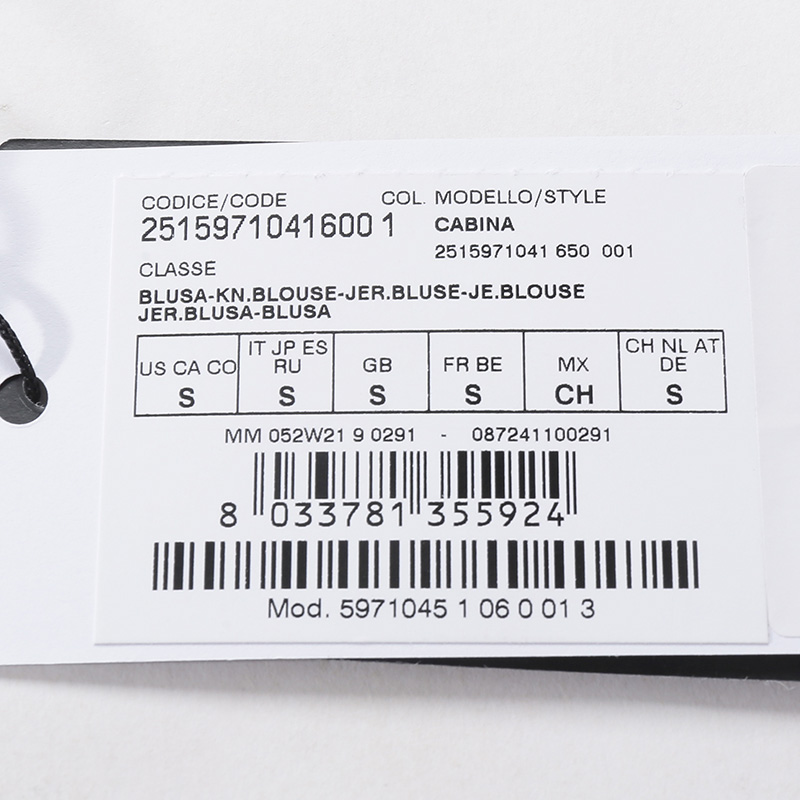 CODICE/CODE COL. MODELLO/STYLE
2515971041600 1 CABINA
2515971041 650 001
CLASSE
BLUSA-KN.BLOUSE-JER.BLUSE-JE.BLOUSE
JER.BLUSA-BLUSA
US CA CO IT JP ES RU GB FR BE MX CH NL AT DE
S S S S CH S
MM 052W21 9 0291 - 087241100291
8 033781 355924
Mod. 5971045 1 06 0 01 3